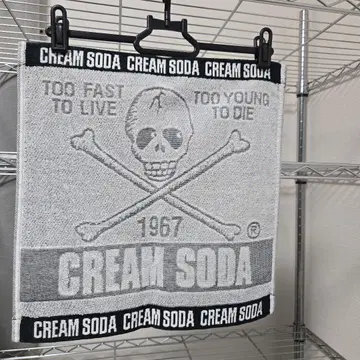 CREAM SODA CREAM SODA CREAM SODA
TOO FAST TO LIVE
TOO YOUNG TO DIE
1967
®
CREAM SODA
CREAM SODA CREAM SODA CREAM SODA